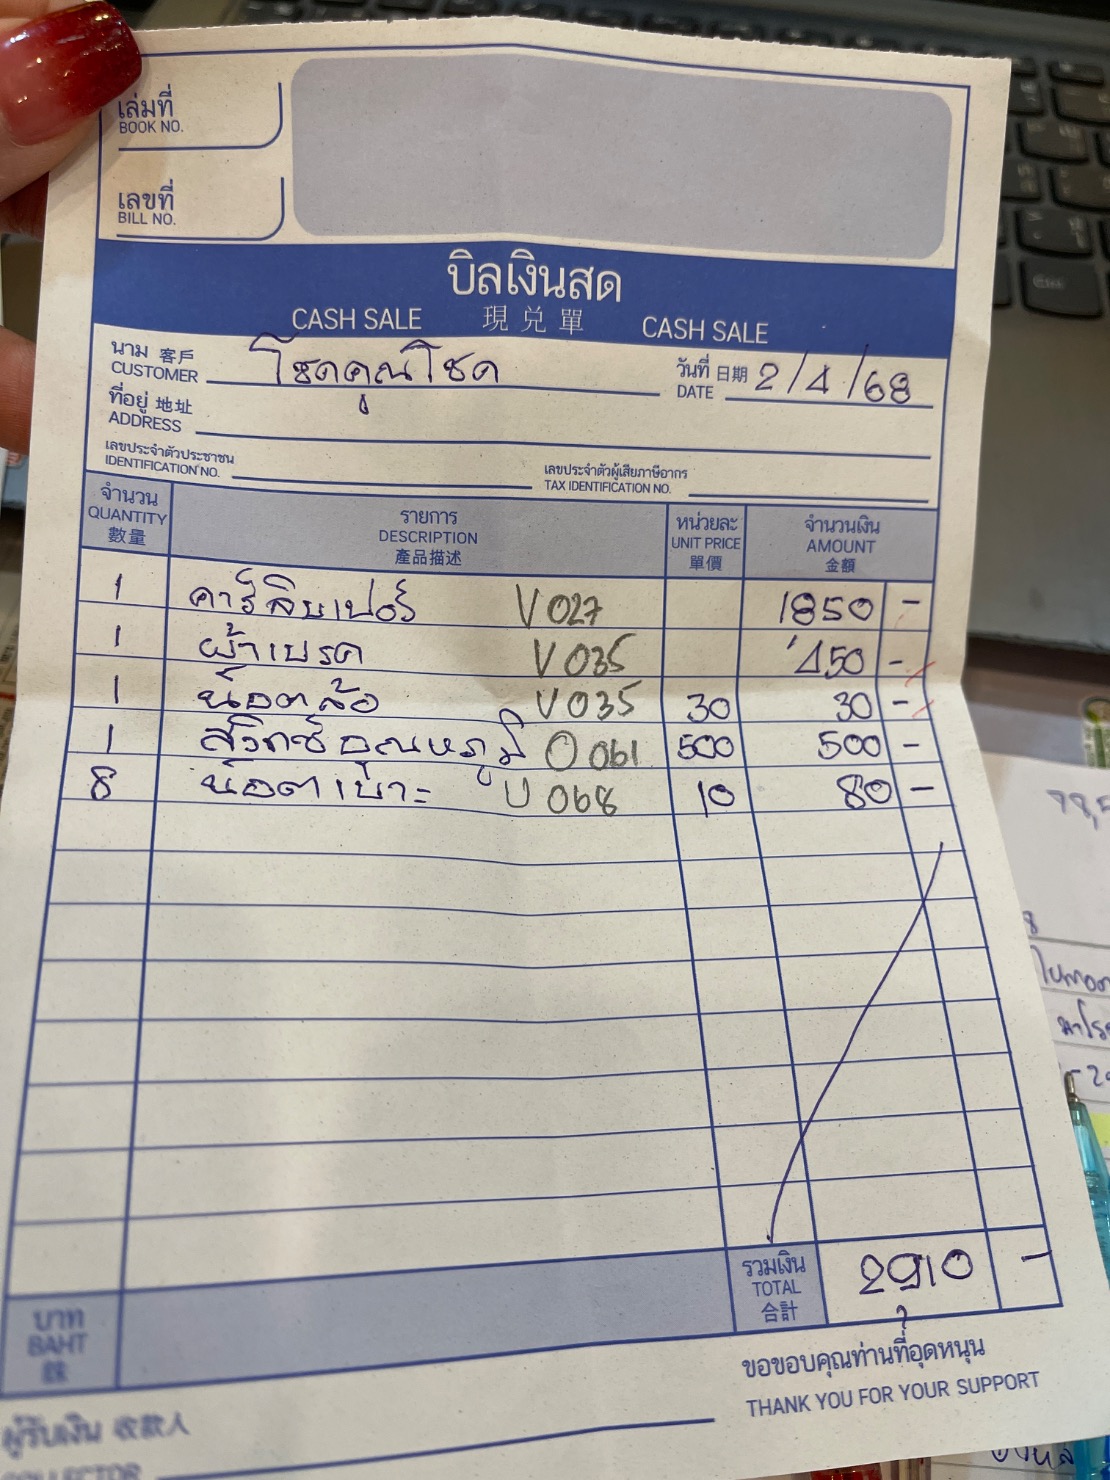 เล่มที่
BOOK NO.
เลขที่
BILL NO.
บิลเงินสด
CASH SALE 現兌單 CASH SALE
นาม 客戶 CUSTOMER โชคคูณโชค
วันที่ 日期 DATE 2/4/68
ที่อยู่ 地址
ADDRESS
เลขประจำตัวประชาชน
IDENTIFICATION NO.
เลขประจำตัวผู้เสียภาษีอากร
TAX IDENTIFICATION NO.
จำนวน รายการ หน่วยละ จำนวนเงิน
QUANTITY DESCRIPTION UNIT PRICE AMOUNT
數量 產品描述 單價 金額
1 คาร์ลิบเปอร์ V027 1850 -
1 ผ้าเบรค V035 450 -
1 น๊อตล้อ V035 30 30 -
1 สวิทช์อุณหภูมิ 0061 500 500 -
8 น๊อตเบาะ U068 10 80 -
รวมเงิน
TOTAL 2910 -
合計
บาท
BAHT
ขอขอบคุณท่านที่อุดหนุน
THANK YOU FOR YOUR SUPPORT
ผู้รับเงิน 收款人
COLLECTOR